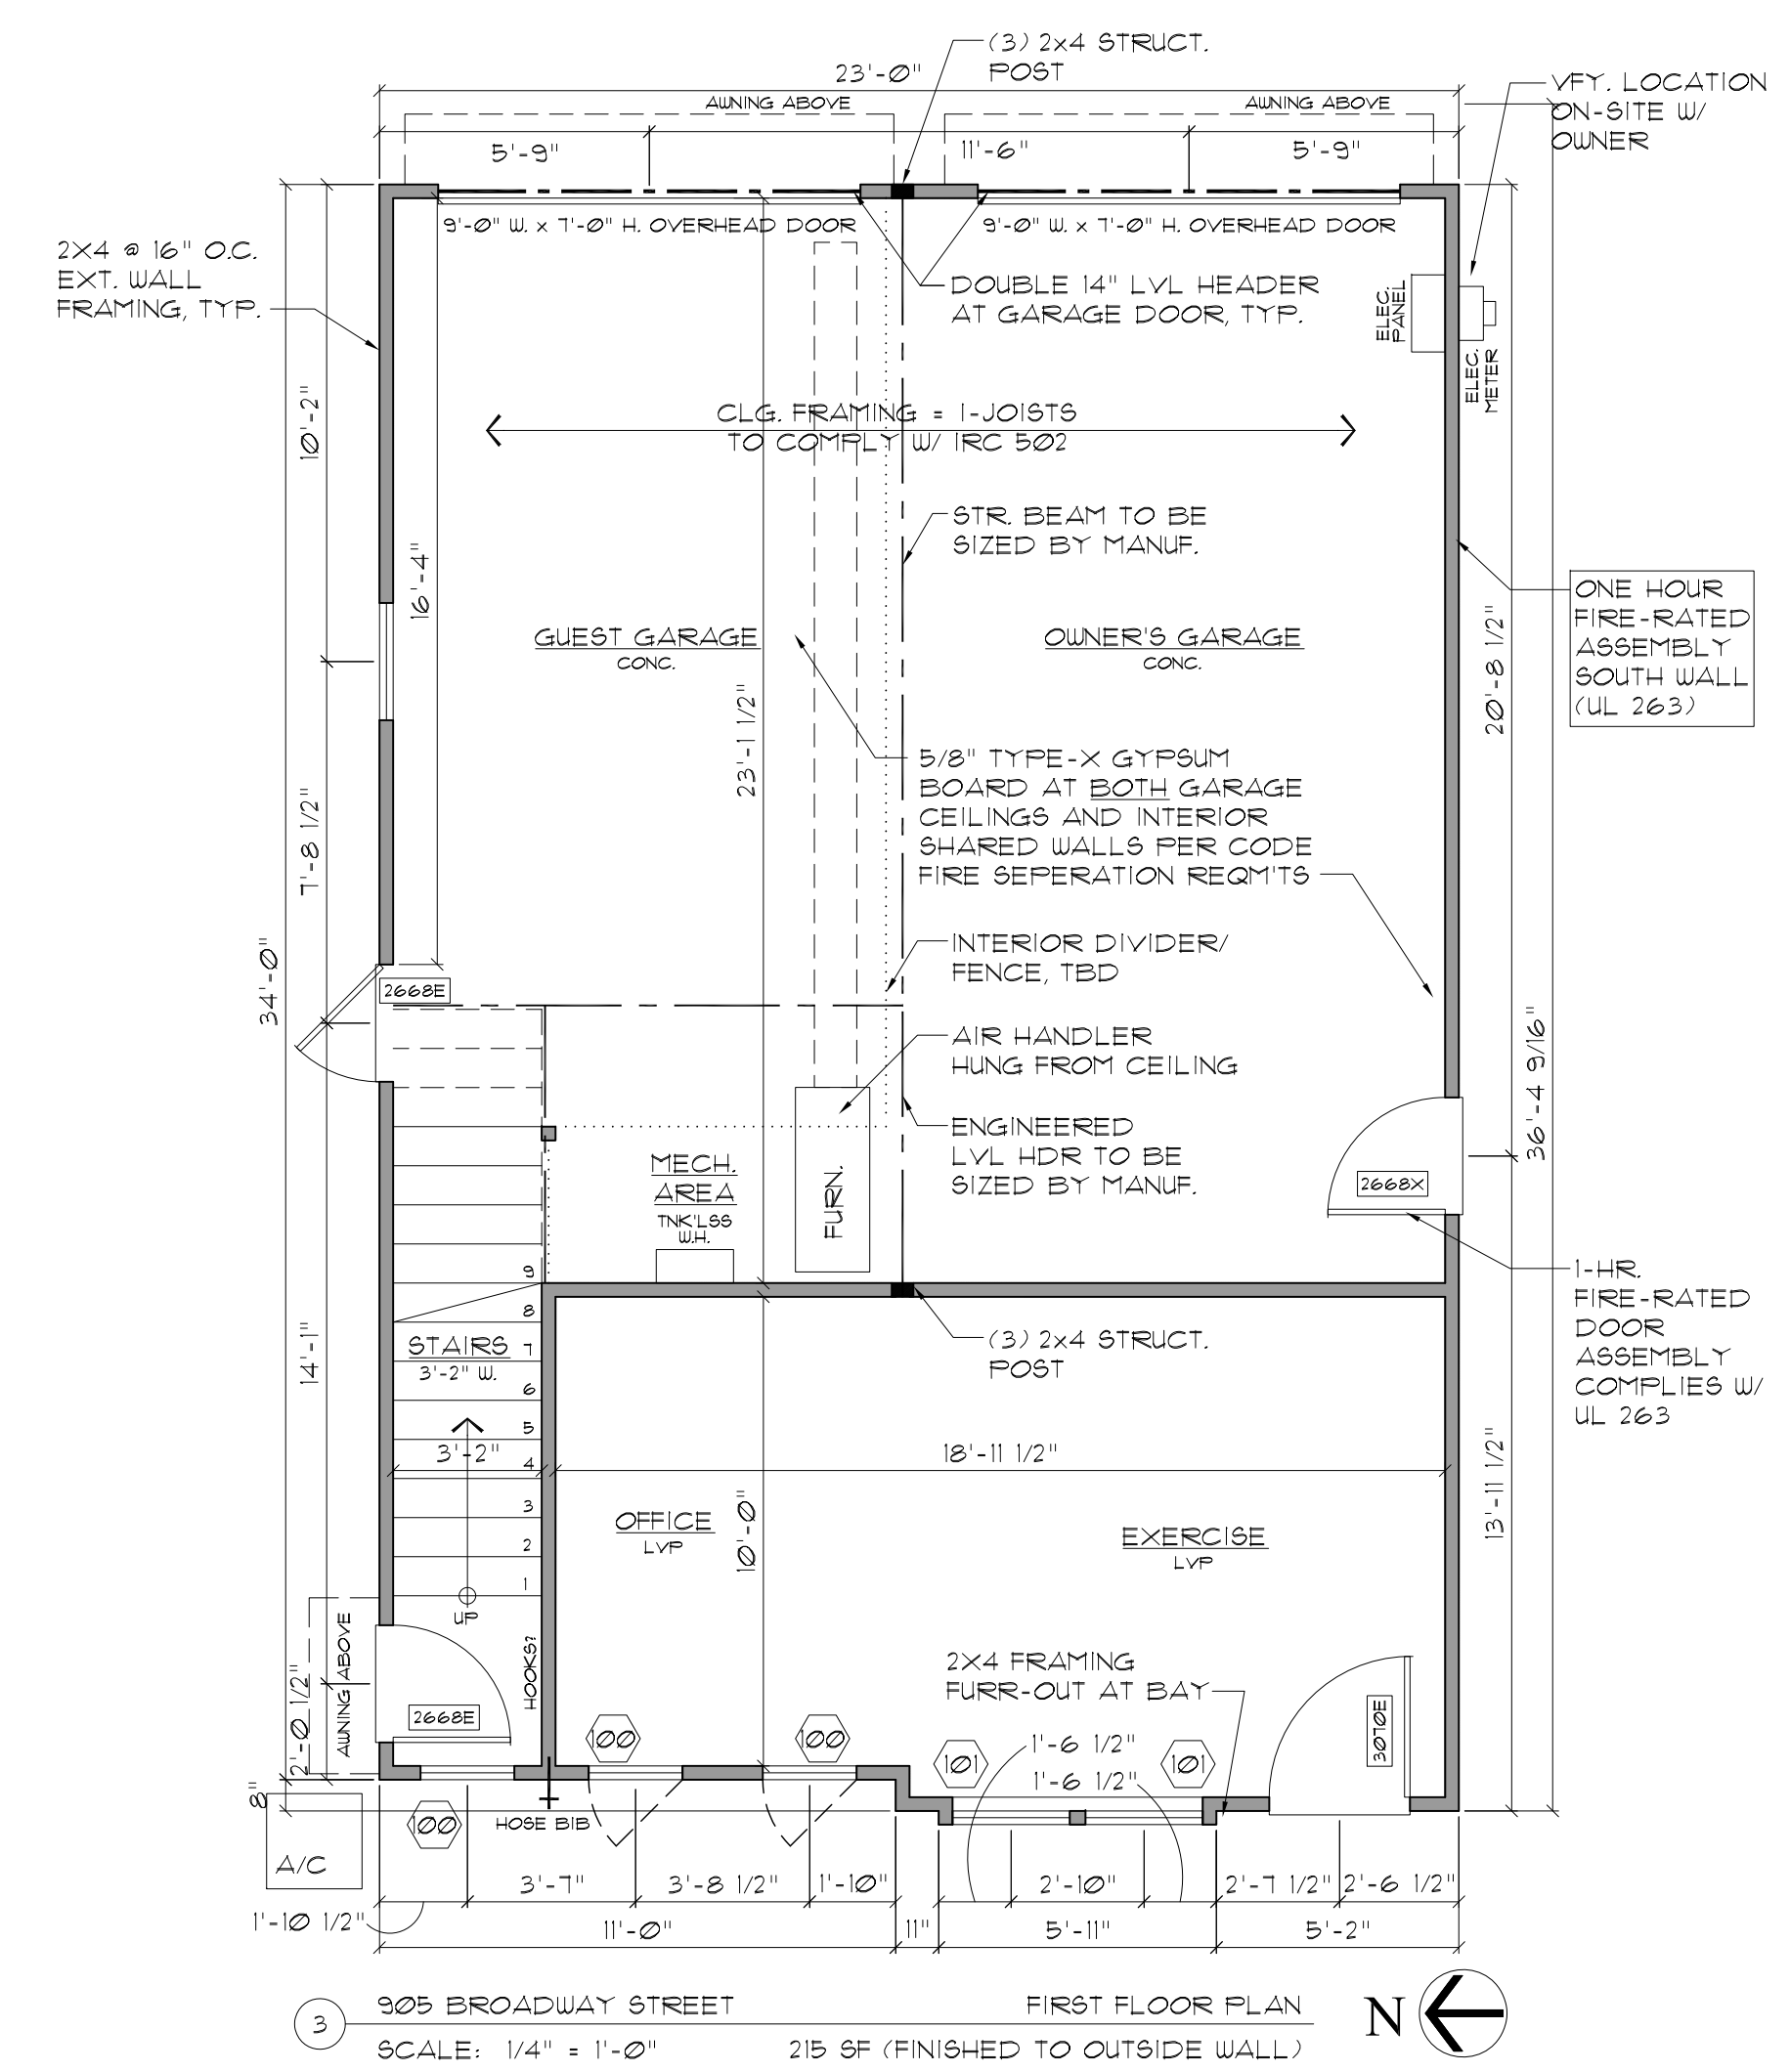 (3) 2x4 STRUCT.
POST
23'-0"
VFY. LOCATION
ON-SITE W/
OWNER
AWNING ABOVE
AWNING ABOVE
5'-9"
11'-6"
5'-9"
9'-0" W. x 7'-0" H. OVERHEAD DOOR
9'-0" W. x 7'-0" H. OVERHEAD DOOR
2X4 @ 16" O.C.
EXT. WALL
FRAMING, TYP.
DOUBLE 14" LVL HEADER
AT GARAGE DOOR, TYP.
ELEC.
PANEL
ELEC.
METER
10'-2"
CLG. FRAMING = I-JOISTS
TO COMPLY W/ IRC 502
STR. BEAM TO BE
SIZED BY MANUF.
16'-4"
ONE HOUR
FIRE-RATED
ASSEMBLY
SOUTH WALL
(UL 263)
GUEST GARAGE
CONC.
OWNER'S GARAGE
CONC.
20'-8 1/2"
23'-1 1/2"
5/8" TYPE-X GYPSUM
BOARD AT BOTH GARAGE
CEILINGS AND INTERIOR
SHARED WALLS PER CODE
FIRE SEPERATION REQM'TS
7'-8 1/2"
34'-0"
INTERIOR DIVIDER/
FENCE, TBD
2668E
AIR HANDLER
HUNG FROM CEILING
36'-4 9/16"
ENGINEERED
LVL HDR TO BE
SIZED BY MANUF.
MECH.
AREA
TNK'LSS
W.H.
FURN.
2668X
1-HR.
FIRE-RATED
DOOR
ASSEMBLY
COMPLIES W/
UL 263
9
8
STAIRS
7
3'-2" W.
6
5
(3) 2x4 STRUCT.
POST
14'-1"
3'-2"
18'-11 1/2"
4
3
2
1
UP
13'-11 1/2"
OFFICE
LVP
10'-0"
EXERCISE
LVP
HOOKS?
AWNING ABOVE
2'-0 1/2"
2668E
2X4 FRAMING
FURR-OUT AT BAY
3070E
100
100
101
101
1'-6 1/2"
1'-6 1/2"
8"
100
HOSE BIB
A/C
3'-7"
3'-8 1/2"
1'-10"
2'-10"
2'-7 1/2"
2'-6 1/2"
1'-10 1/2"
11'-0"
11"
5'-11"
5'-2"
3
905 BROADWAY STREET
FIRST FLOOR PLAN
N
SCALE: 1/4" = 1'-0"
215 SF (FINISHED TO OUTSIDE WALL)